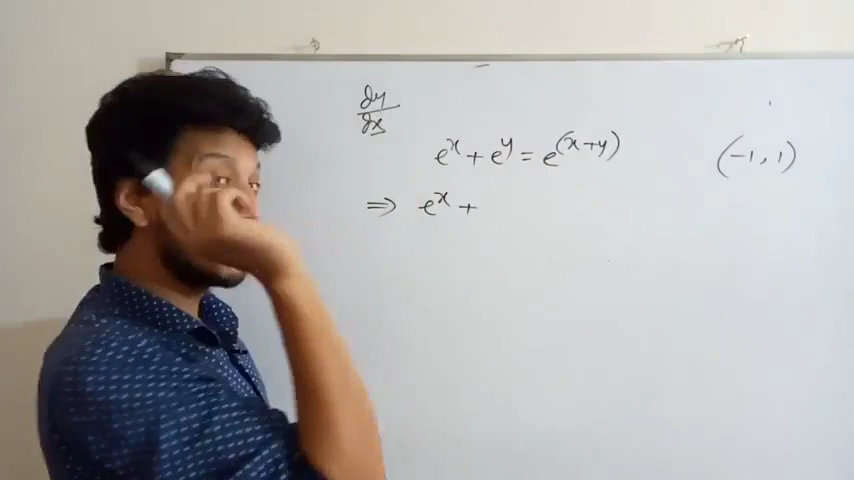 dy/dx
e^x + e^y = e^(x+y) (-1, 1)
⇒ e^x +